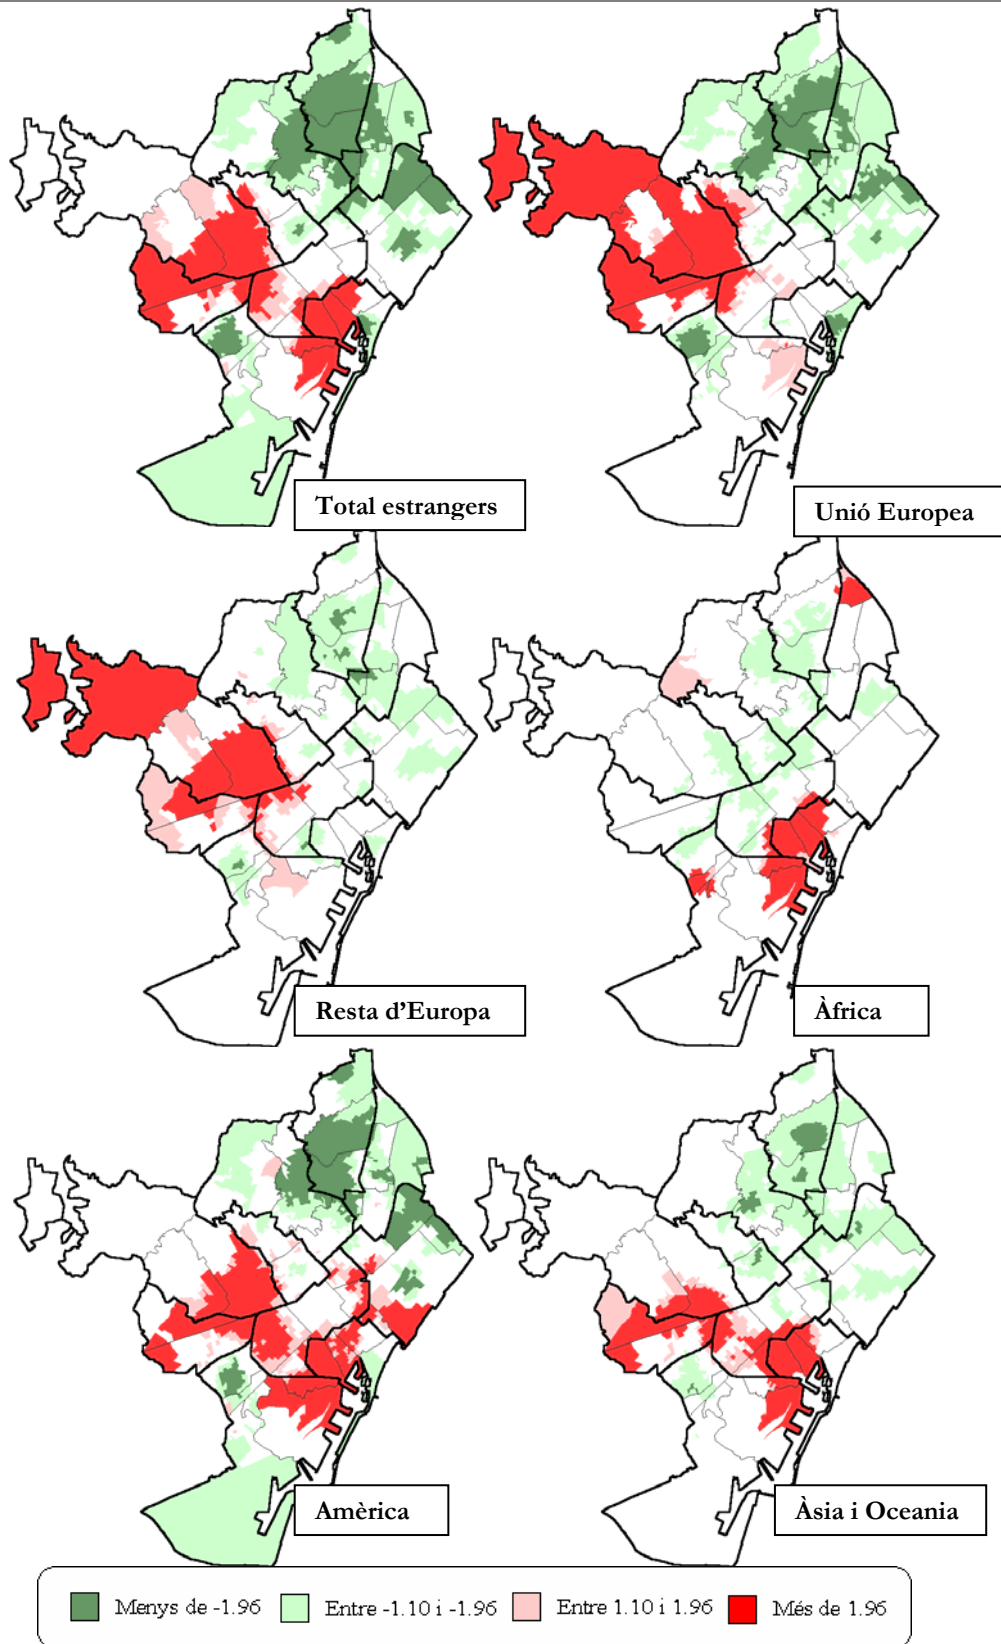 Total estrangers
Unió Europea
Resta d'Europa
Àfrica
Amèrica
Àsia i Oceania
Menys de -1.96
Entre -1.10 i -1.96
Entre 1.10 i 1.96
Més de 1.96